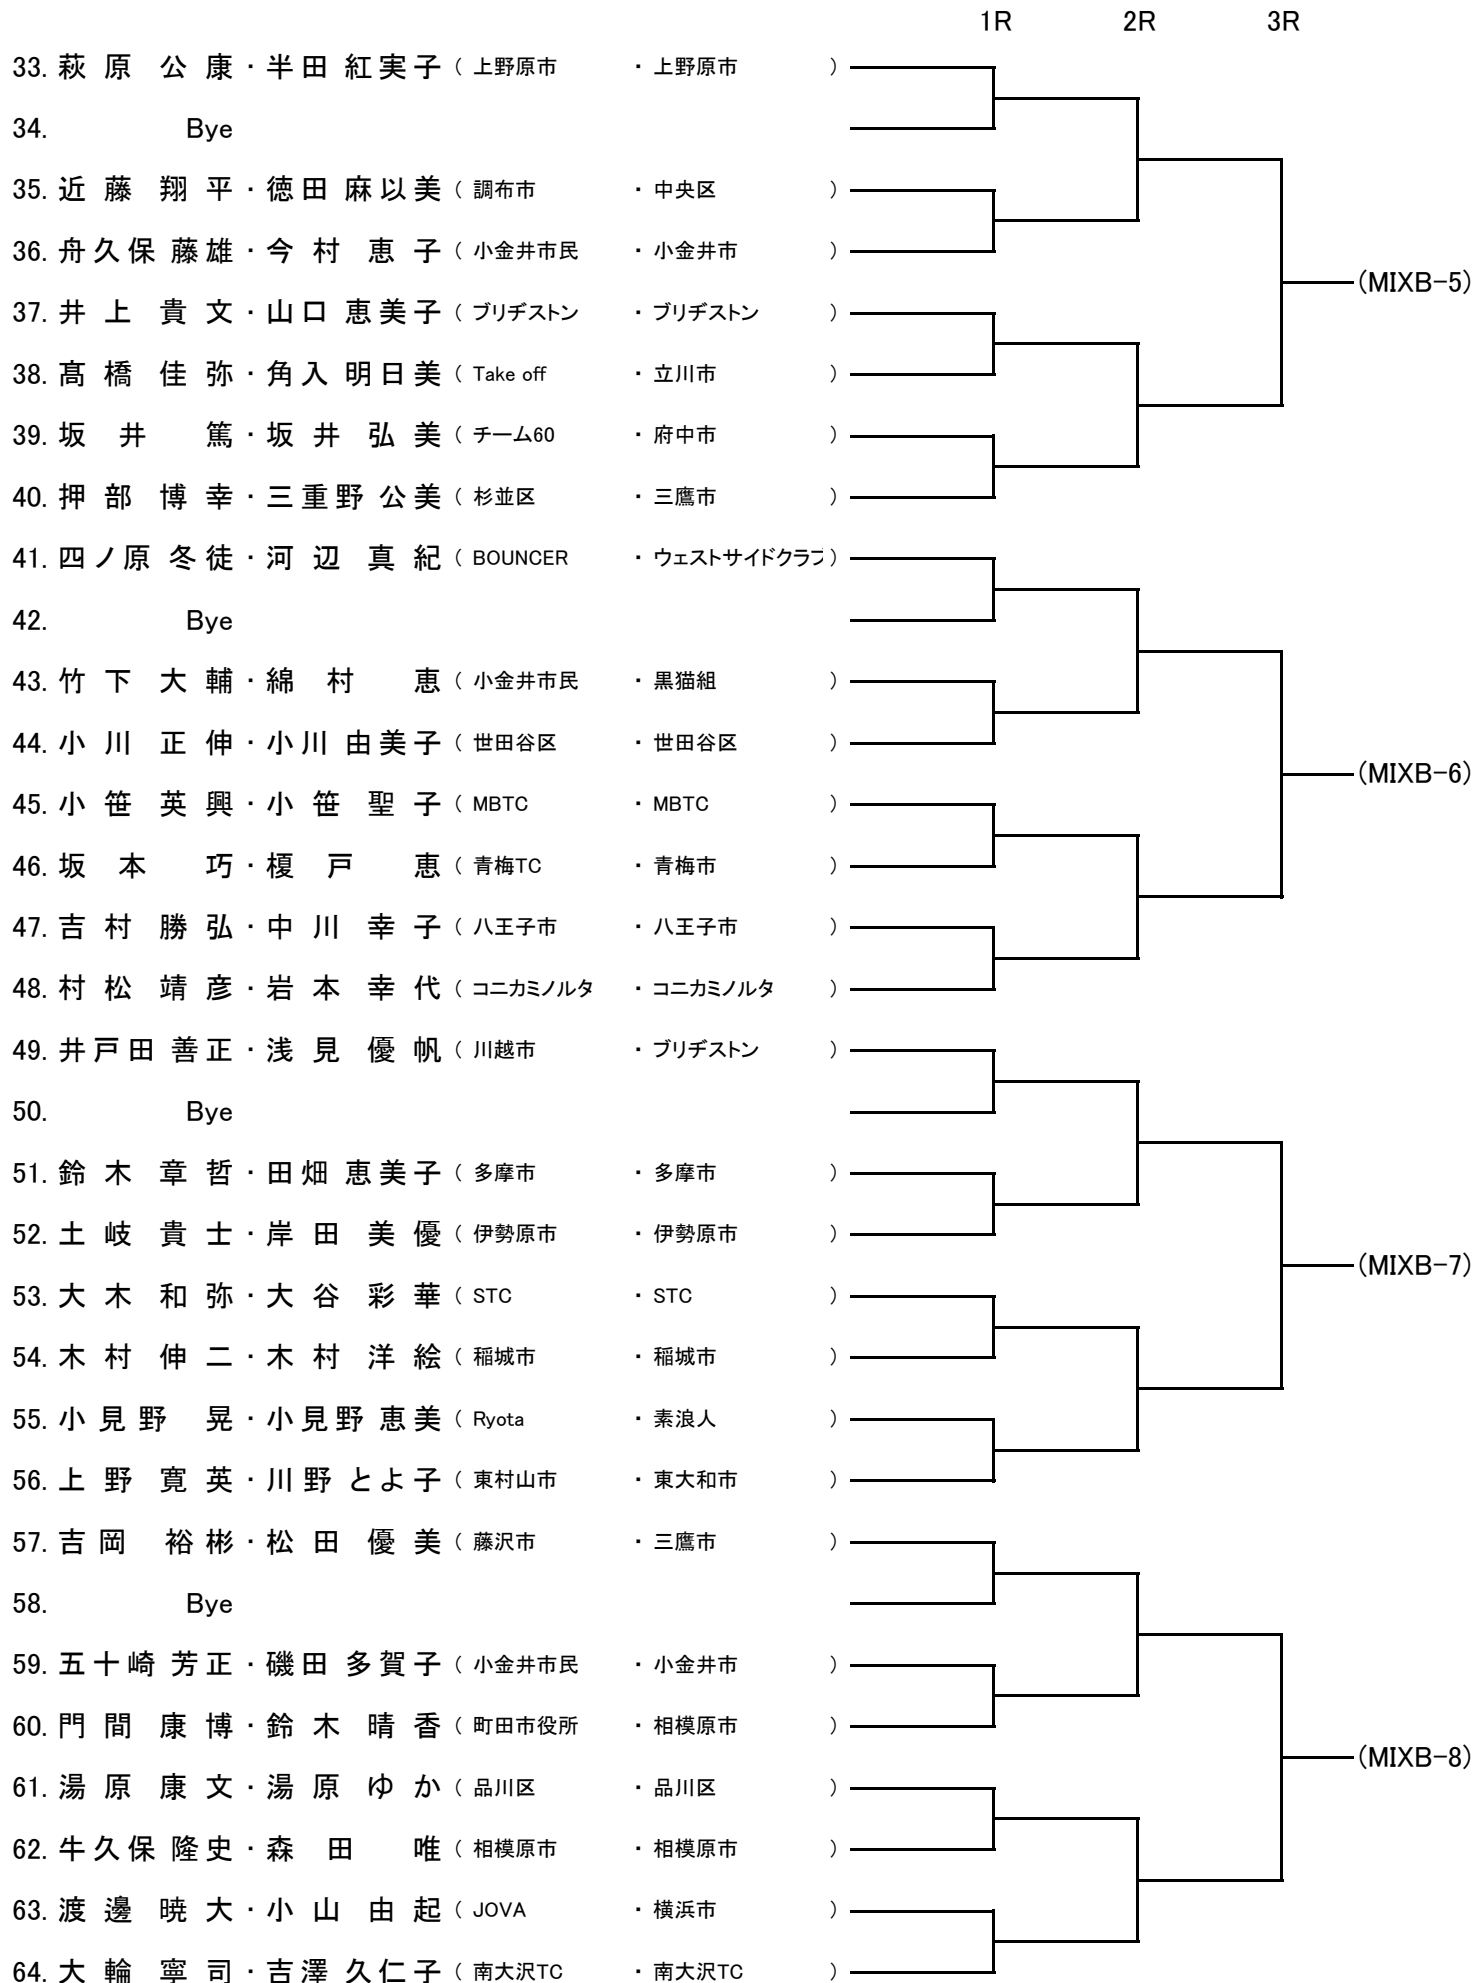 1R 2R 3R
33. 萩原 公康・半田 紅実子 ( 上野原市 ・ 上野原市 )
34. Bye
35. 近藤 翔平・徳田 麻以美 ( 調布市 ・ 中央区 )
36. 舟久保 藤雄・今村 恵子 ( 小金井市民 ・ 小金井市 )
(MIXB-5)
37. 井上 貴文・山口 恵美子 ( ブリヂストン ・ ブリヂストン )
38. 髙橋 佳弥・角入 明日美 ( Take off ・ 立川市 )
39. 坂井 篤・坂井 弘美 ( チーム60 ・ 府中市 )
40. 押部 博幸・三重野 公美 ( 杉並区 ・ 三鷹市 )
41. 四ノ原 冬徒・河辺 真紀 ( BOUNCER ・ ウェストサイドクラブ )
42. Bye
43. 竹下 大輔・綿村 恵 ( 小金井市民 ・ 黒猫組 )
44. 小川 正伸・小川 由美子 ( 世田谷区 ・ 世田谷区 )
(MIXB-6)
45. 小笹 英興・小笹 聖子 ( MBTC ・ MBTC )
46. 坂本 巧・榎戸 恵 ( 青梅TC ・ 青梅市 )
47. 吉村 勝弘・中川 幸子 ( 八王子市 ・ 八王子市 )
48. 村松 靖彦・岩本 幸代 ( コニカミノルタ ・ コニカミノルタ )
49. 井戸田 善正・浅見 優帆 ( 川越市 ・ ブリヂストン )
50. Bye
51. 鈴木 章哲・田畑 恵美子 ( 多摩市 ・ 多摩市 )
52. 土岐 貴士・岸田 美優 ( 伊勢原市 ・ 伊勢原市 )
(MIXB-7)
53. 大木 和弥・大谷 彩華 ( STC ・ STC )
54. 木村 伸二・木村 洋絵 ( 稲城市 ・ 稲城市 )
55. 小見野 晃・小見野 恵美 ( Ryota ・ 素浪人 )
56. 上野 寛英・川野 とよ子 ( 東村山市 ・ 東大和市 )
57. 吉岡 裕彬・松田 優美 ( 藤沢市 ・ 三鷹市 )
58. Bye
59. 五十崎 芳正・磯田 多賀子 ( 小金井市民 ・ 小金井市 )
60. 門間 康博・鈴木 晴香 ( 町田市役所 ・ 相模原市 )
(MIXB-8)
61. 湯原 康文・湯原 ゆか ( 品川区 ・ 品川区 )
62. 牛久保 隆史・森田 唯 ( 相模原市 ・ 相模原市 )
63. 渡邊 暁大・小山 由起 ( JOVA ・ 横浜市 )
64. 大輪 寧司・吉澤 久仁子 ( 南大沢TC ・ 南大沢TC )